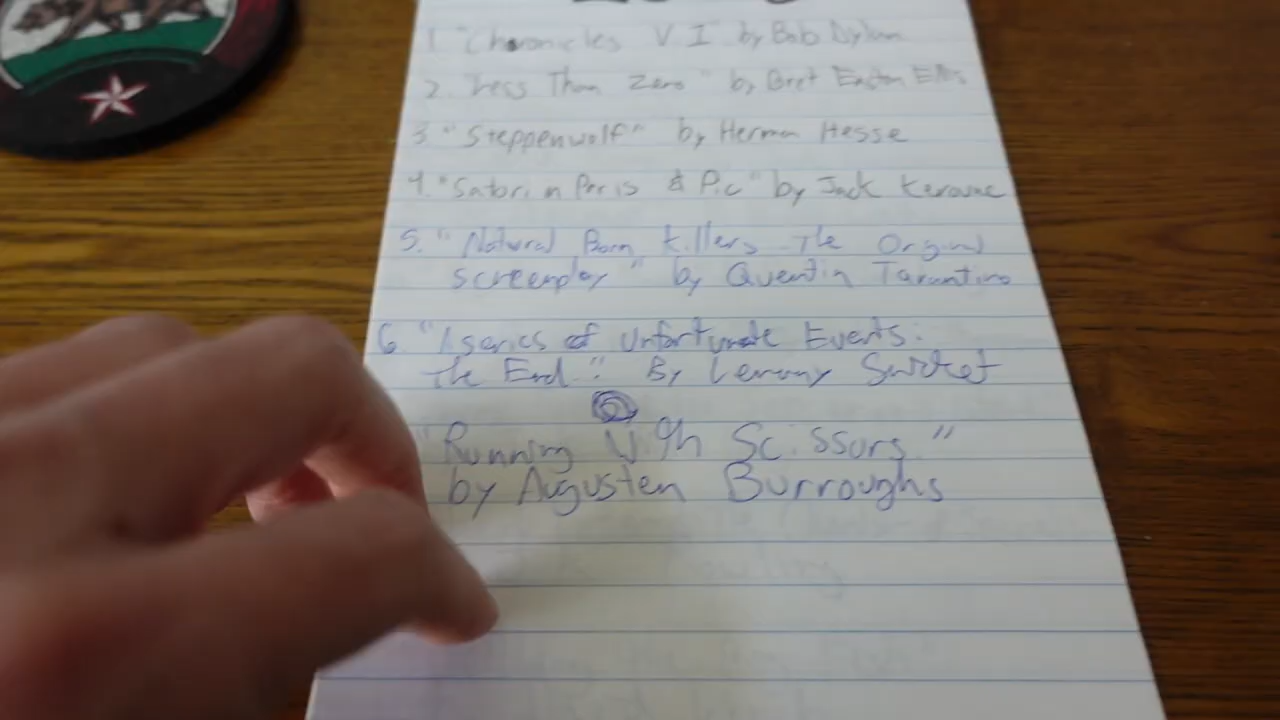 1 "Chronicles V I" by Bob Dylan
2. "Less Than Zero" by Bret Easton Ellis
3 "Steppenwolf" by Herman Hesse
4. "Satori in Paris & Pic" by Jack Kerouac
5. "Natural Born Killers The Orginal
Screenplay" by Quentin Tarantino
6 "A series of Unfortunate Events:
The End." By Lemony Snicket
"Running With Scissors"
by Augusten Burroughs